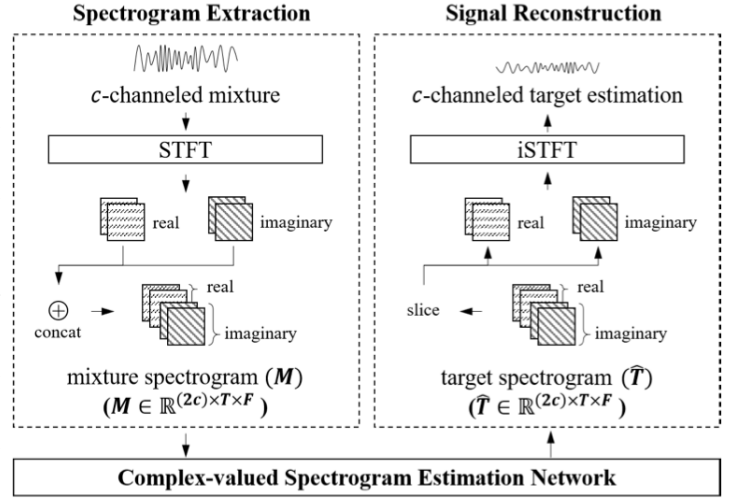 Spectrogram Extraction
c-channeled mixture
STFT
real
imaginary
concat
real
imaginary
mixture spectrogram (M)
(M ∈ ℝ^(2c)×T×F )
Signal Reconstruction
c-channeled target estimation
iSTFT
real
imaginary
slice
real
imaginary
target spectrogram (T̂)
(T̂ ∈ ℝ^(2c)×T×F )
Complex-valued Spectrogram Estimation Network